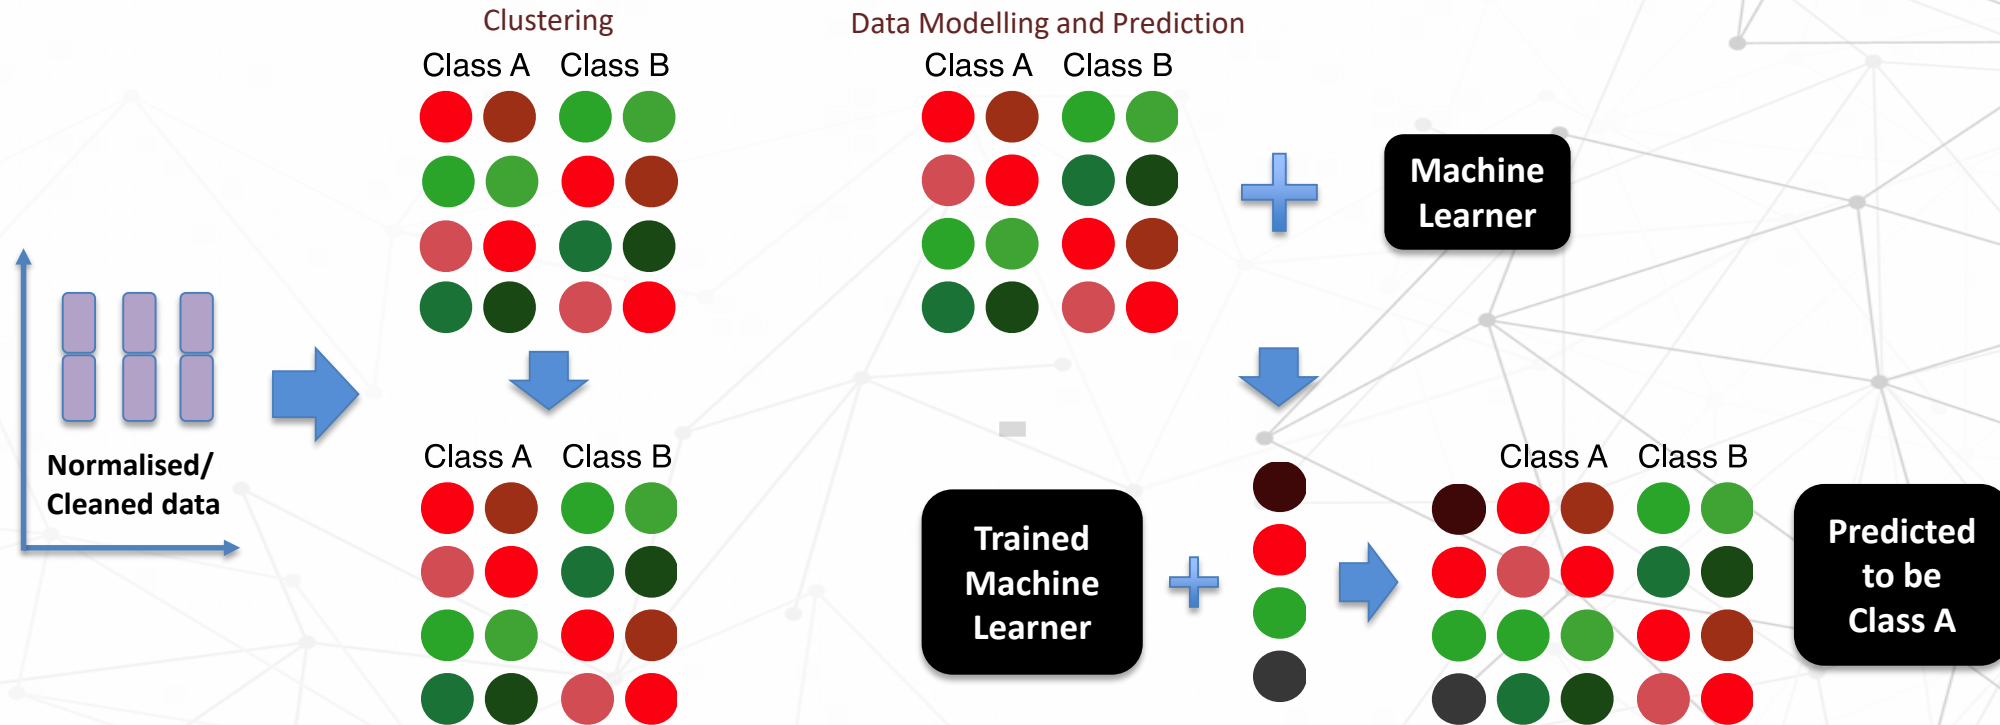 Clustering
Class A Class B
Normalised/
Cleaned data
Class A Class B
Data Modelling and Prediction
Class A Class B
Machine
Learner
Trained
Machine
Learner
Class A Class B
Predicted
to be
Class A